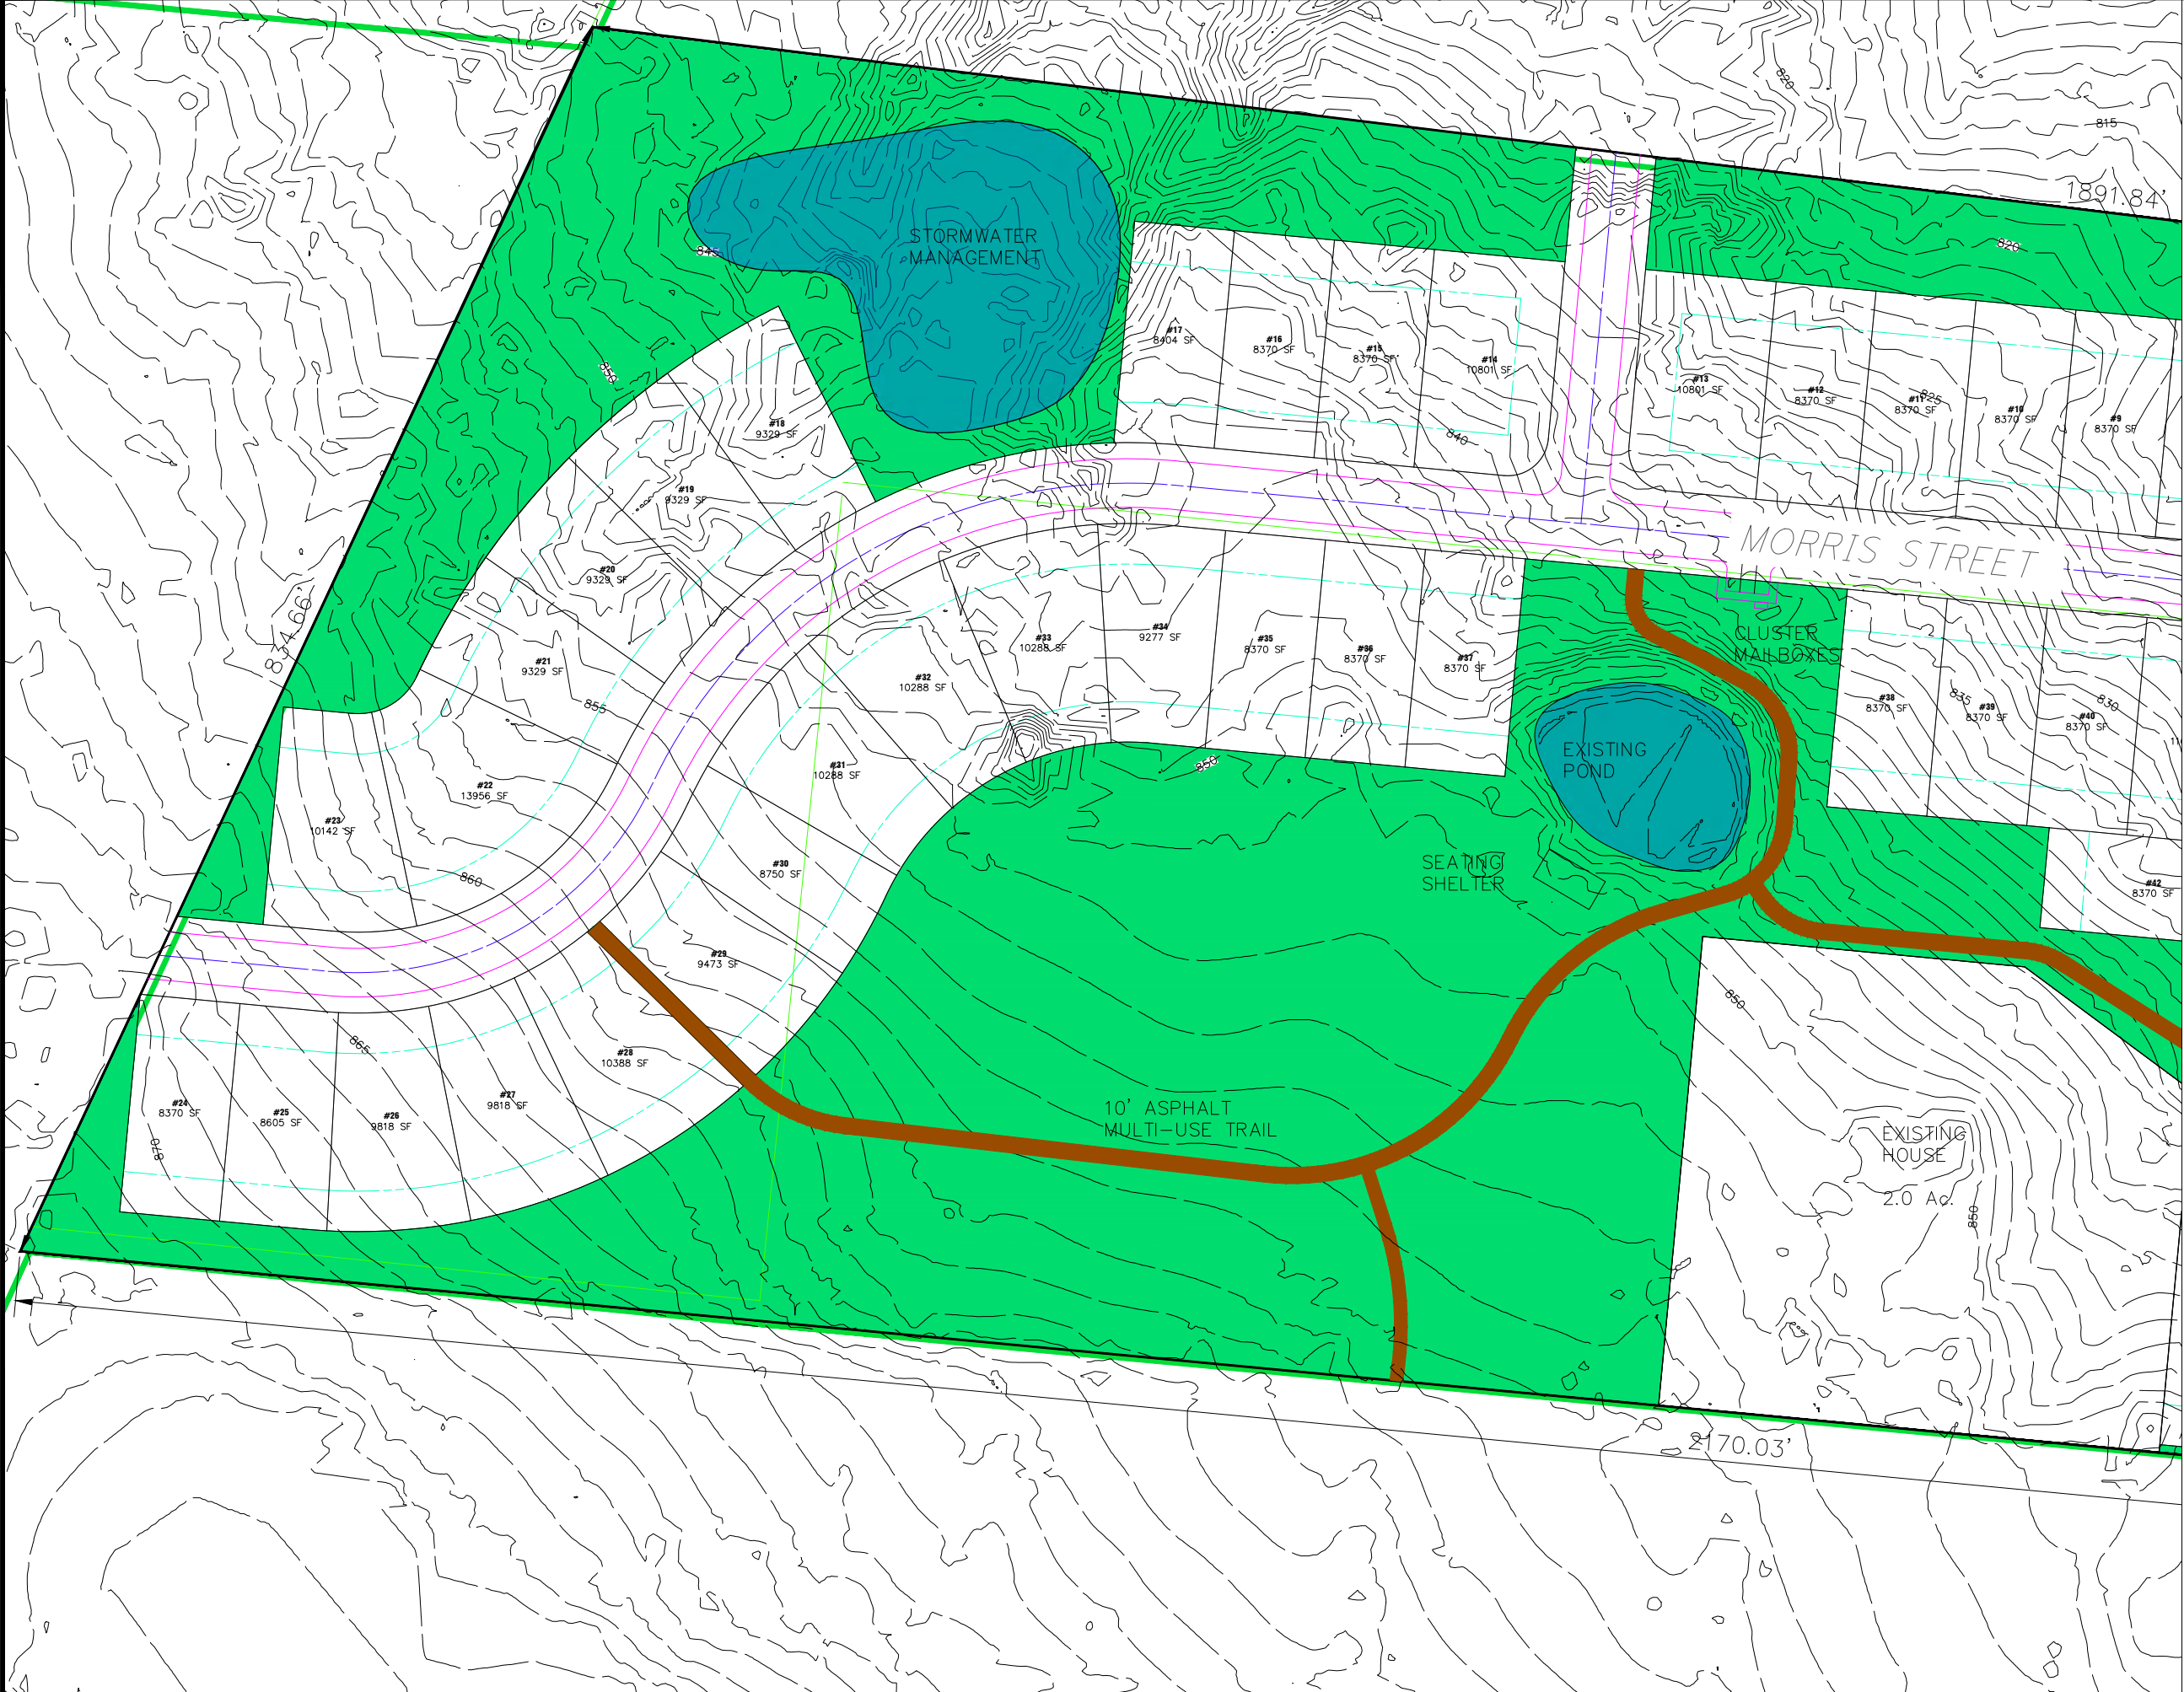 820
815
1891.84'
820
STORMWATER
MANAGEMENT
845
850
#17
8404 SF
#16
8370 SF
#15
8370 SF
#14
10801 SF
#13
10801 SF
#12
8370 SF
825
#11
8370 SF
#10
8370 SF
#9
8370 SF
840
#18
9329 SF
#19
9329 SF
#20
9329 SF
#21
9329 SF
#22
13956 SF
#23
10142 SF
834.66'
855
860
MORRIS STREET
CLUSTER
MAILBOXES
#34
9277 SF
#33
10288 SF
#35
8370 SF
#36
8370 SF
#37
8370 SF
#32
10288 SF
#31
10288 SF
#30
8750 SF
#29
9473 SF
850
EXISTING
POND
#38
8370 SF
835
#39
8370 SF
830
#40
8370 SF
#42
8370 SF
SEATING
SHELTER
850
865
#28
10388 SF
#27
9818 SF
#26
9818 SF
#25
8605 SF
#24
8370 SF
870
10' ASPHALT
MULTI-USE TRAIL
EXISTING
HOUSE
2.0 Ac.
850
2170.03'